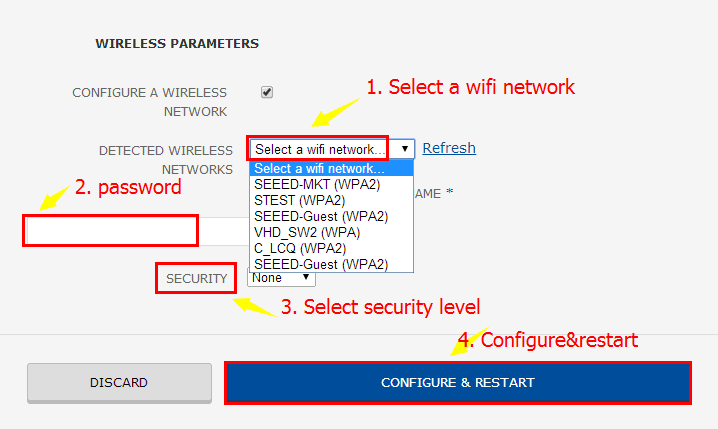 WIRELESS PARAMETERS
1. Select a wifi network
CONFIGURE A WIRELESS
NETWORK
DETECTED WIRELESS
NETWORKS
Select a wifi network...
Refresh
Select a wifi network...
SEEED-MKT (WPA2)
STEST (WPA2)
SEEED-Guest (WPA2)
VHD_SW2 (WPA)
C_LCQ (WPA2)
SEEED-Guest (WPA2)
2. password
AME *
SECURITY
None
3. Select security level
4. Configure&restart
DISCARD
CONFIGURE & RESTART